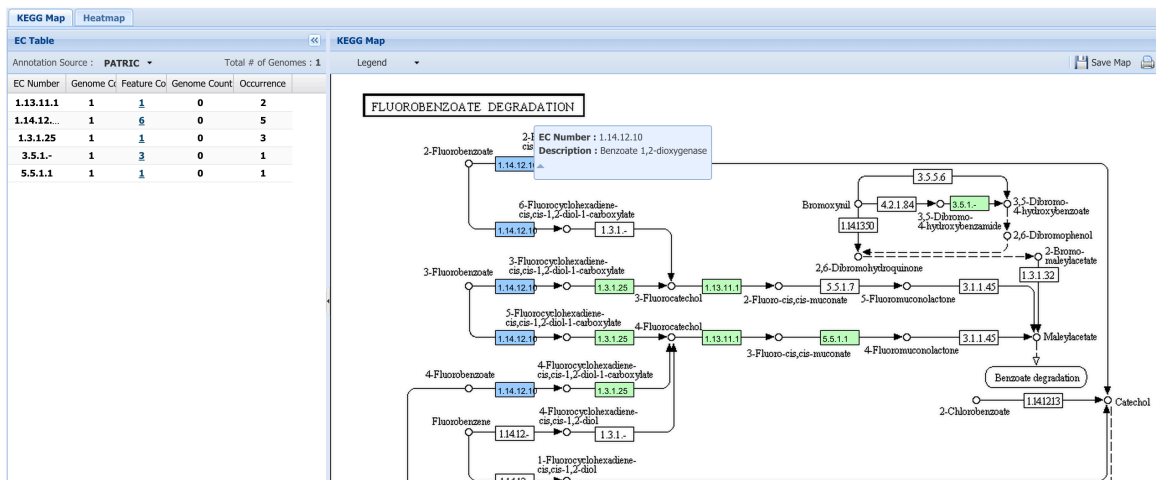 KEGG Map Heatmap
EC Table
KEGG Map
Annotation Source : PATRIC Total # of Genomes : 1
Legend
Save Map
EC Number Genome Co Feature Co Genome Count Occurrence
1.13.11.1 1 1 0 2
1.14.12.... 1 6 0 5
1.3.1.25 1 1 0 3
3.5.1.- 1 3 0 1
5.5.1.1 1 1 0 1
FLUOROBENZOATE DEGRADATION
EC Number : 1.14.12.10
Description : Benzoate 1,2-dioxygenase
2-Fluorobenzoate
1.14.12.10
3.5.5.6
Bromoxynil
4.2.1.84
3.5.1.-
3,5-Dibromo-
4-hydroxybenzoate
3,5-Dibromo-
4-hydroxybenzamide
1.14.13.50
2,6-Dibromophenol
6-Fluorocyclohexadiene-
cis,cis-1,2-diol-1-carboxylate
1.14.12.10
1.3.1.-
2,6-Dibromohydroquinone
2-Bromo-
maleylacetate
1.3.1.32
3-Fluorobenzoate
3-Fluorocyclohexadiene-
cis,cis-1,2-diol-1-carboxylate
1.14.12.10
1.3.1.25
3-Fluorocatechol
1.13.11.1
2-Fluoro-cis,cis-muconate
5.5.1.7
5-Fluoromuconolactone
3.1.1.45
5-Fluorocyclohexadiene-
cis,cis-1,2-diol-1-carboxylate
1.14.12.10
1.3.1.25
4-Fluorocatechol
1.13.11.1
3-Fluoro-cis,cis-muconate
5.5.1.1
4-Fluoromuconolactone
3.1.1.45
Maleylacetate
Benzoate degradation
4-Fluorobenzoate
4-Fluorocyclohexadiene-
cis,cis-1,2-diol-1-carboxylate
1.14.12.10
1.3.1.25
2-Chlorobenzoate
1.14.12.13
Catechol
Fluorobenzene
4-Fluorocyclohexadiene-
cis,cis-1,2-diol
1.14.12.-
1.3.1.-
1-Fluorocyclohexadiene-
cis,cis-1,2-diol